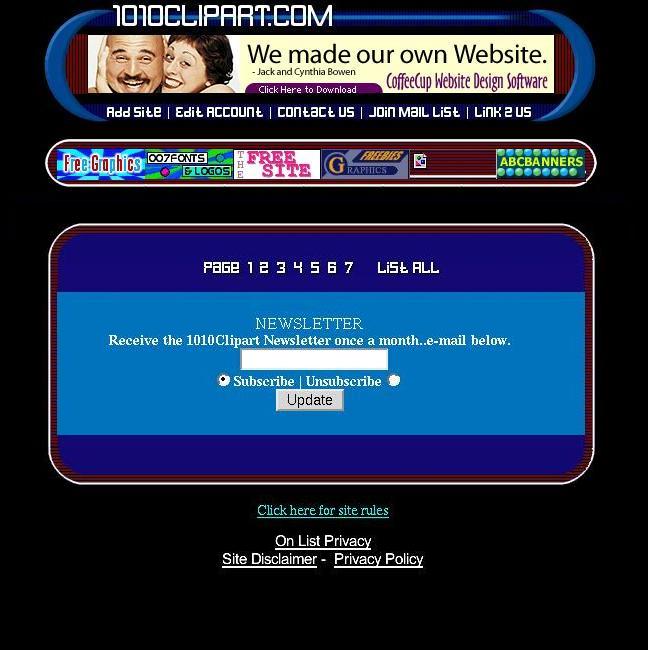 1010CLIPART.COM
We made our own Website.
- Jack and Cynthia Bowen
Click Here to Download
CoffeeCup Website Design Software
Add Site | Edit Account | Contact Us | Join Mail List | Link 2 Us
Free Graphics
007FONTS
& LOGOS
THE FREE SITE
FREEBIES
GRAPHICS
ABCBANNERS
Page 1 2 3 4 5 6 7 List ALL
NEWSLETTER
Receive the 1010Clipart Newsletter once a month..e-mail below.
Subscribe | Unsubscribe
Update
Click here for site rules
On List Privacy
Site Disclaimer - Privacy Policy